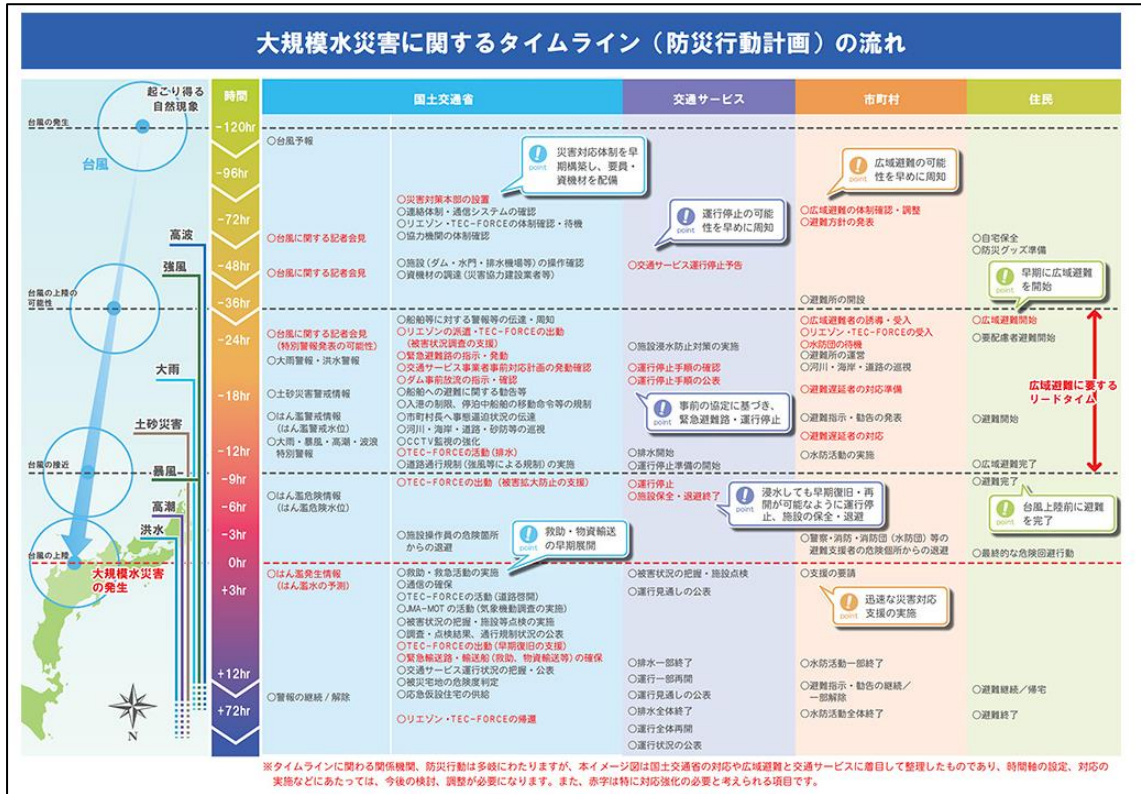 大規模水災害に関するタイムライン（防災行動計画）の流れ
起こり得る
自然現象
台風の発生
台風
高波
強風
台風の上陸の
可能性
大雨
土砂災害
台風の接近
暴風
高潮
洪水
台風の上陸
大規模水災害
の発生
N
時間
-120hr
-96hr
-72hr
-48hr
-36hr
-24hr
-18hr
-12hr
-9hr
-6hr
-3hr
0hr
+3hr
+12hr
+72hr
国土交通省
○台風予報
○台風に関する記者会見
○台風に関する記者会見
○台風に関する記者会見
（特別警報発表の可能性）
○大雨警報・洪水警報
○土砂災害警戒情報
○はん濫警戒情報
（はん濫警戒水位）
○大雨・暴風・高潮・波浪
特別警報
○はん濫危険情報
（はん濫危険水位）
○はん濫発生情報
（はん濫水の予測）
○警報の継続/解除
point
災害対応体制を早
期構築し、要員・
資機材を配備
○災害対策本部の設置
○連絡体制・通信システムの確認
○リエゾン・TEC-FORCEの体制確認・待機
○協力機関の体制確認
○施設（ダム・水門・排水機場等）の操作確認
○資機材の調達（災害協力建設業者等）
○船舶等に対する警報等の伝達・周知
○リエゾンの派遣・TEC-FORCEの出動
（被害状況調査の支援）
○緊急避難路の指示・発動
○交通サービス事業者事前対応計画の発動確認
○ダム事前放流の指示・確認
○船舶への避難に関する勧告等
○入港の制限、停泊中船舶の移動命令等の規制
○市町村長へ事態逼迫状況の伝達
○河川・海岸・道路・砂防等の巡視
○CCTV監視の強化
○TEC-FORCEの活動（排水）
○道路通行規制（強風等による規制）の実施
○TEC-FORCEの出動（被害拡大防止の支援）
○施設操作員の危険箇所
からの退避
point
救助・物資輸送
の早期展開
○救助・救急活動の実施
○通信の確保
○TEC-FORCEの活動（道路啓開）
○JMA-MOTの活動（気象機動調査の実施）
○被害状況の把握・施設等点検の実施
○調査・点検結果、通行規制状況の公表
○TEC-FORCEの出動（早期復旧の支援）
○緊急輸送路・輸送船（救助、物資輸送等）の確保
○交通サービス運行状況の把握・公表
○被災宅地の危険度判定
○応急仮設住宅の供給
○リエゾン・TEC-FORCEの帰還
交通サービス
point
運行停止の可能
性を早めに周知
○交通サービス運行停止予告
○施設浸水防止対策の実施
○運行停止手順の確認
○運行停止手順の公表
point
事前の協定に基づき、
緊急避難路・運行停止
○排水開始
○運行停止準備の開始
○運行停止
○施設保全・退避終了
point
浸水しても早期復旧・再
開が可能なように運行停
止、施設の保全・退避
○被害状況の把握・施設点検
○運行見通しの公表
○排水一部終了
○運行一部再開
○運行見通しの公表
○排水全体終了
○運行全体再開
○運行状況の公表
市町村
point
広域避難の可能
性を早めに周知
○広域避難の体制確認・調整
○避難方針の発表
○避難所の開設
○広域避難者の誘導・受入
○リエゾン・TEC-FORCEの受入
○水防団の待機
○避難所の運営
○河川・海岸・道路の巡視
○避難遅延者の対応準備
○避難指示・勧告の発表
○避難遅延者の対応
○水防活動の実施
○警察・消防・消防団（水防団）等の
避難支援者の危険個所からの退避
○支援の要請
point
迅速な災害対応
支援の実施
○水防活動一部終了
○避難指示・勧告の継続/
一部解除
○水防活動全体終了
住民
○自宅保全
○防災グッズ準備
point
早期に広域避難
を開始
○広域避難開始
○要配慮者避難開始
広域避難に要する
リードタイム
○避難開始
○広域避難完了
○避難完了
point
台風上陸前に避難
を完了
○最終的な危険回避行動
○避難継続/帰宅
○避難終了
※タイムラインに関わる関係機関、防災行動は多岐にわたりますが、本イメージ図は国土交通省の対応や広域避難と交通サービスに着目して整理したものであり、時間軸の設定、対応の
実施などにあたっては、今後の検討、調整が必要になります。また、赤字は特に対応強化の必要と考えられる項目です。